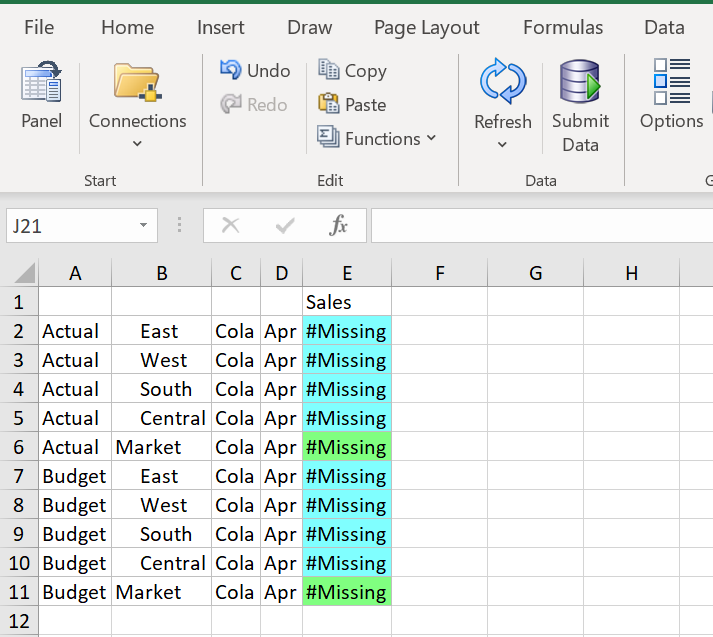 File Home Insert Draw Page Layout Formulas Data
Undo Copy
Redo Paste
Panel Connections Functions Refresh Submit Data Options
Start Edit Data G
J21 fx
A B C D E F G H
1 Sales
2 Actual East Cola Apr #Missing
3 Actual West Cola Apr #Missing
4 Actual South Cola Apr #Missing
5 Actual Central Cola Apr #Missing
6 Actual Market Cola Apr #Missing
7 Budget East Cola Apr #Missing
8 Budget West Cola Apr #Missing
9 Budget South Cola Apr #Missing
10 Budget Central Cola Apr #Missing
11 Budget Market Cola Apr #Missing
12